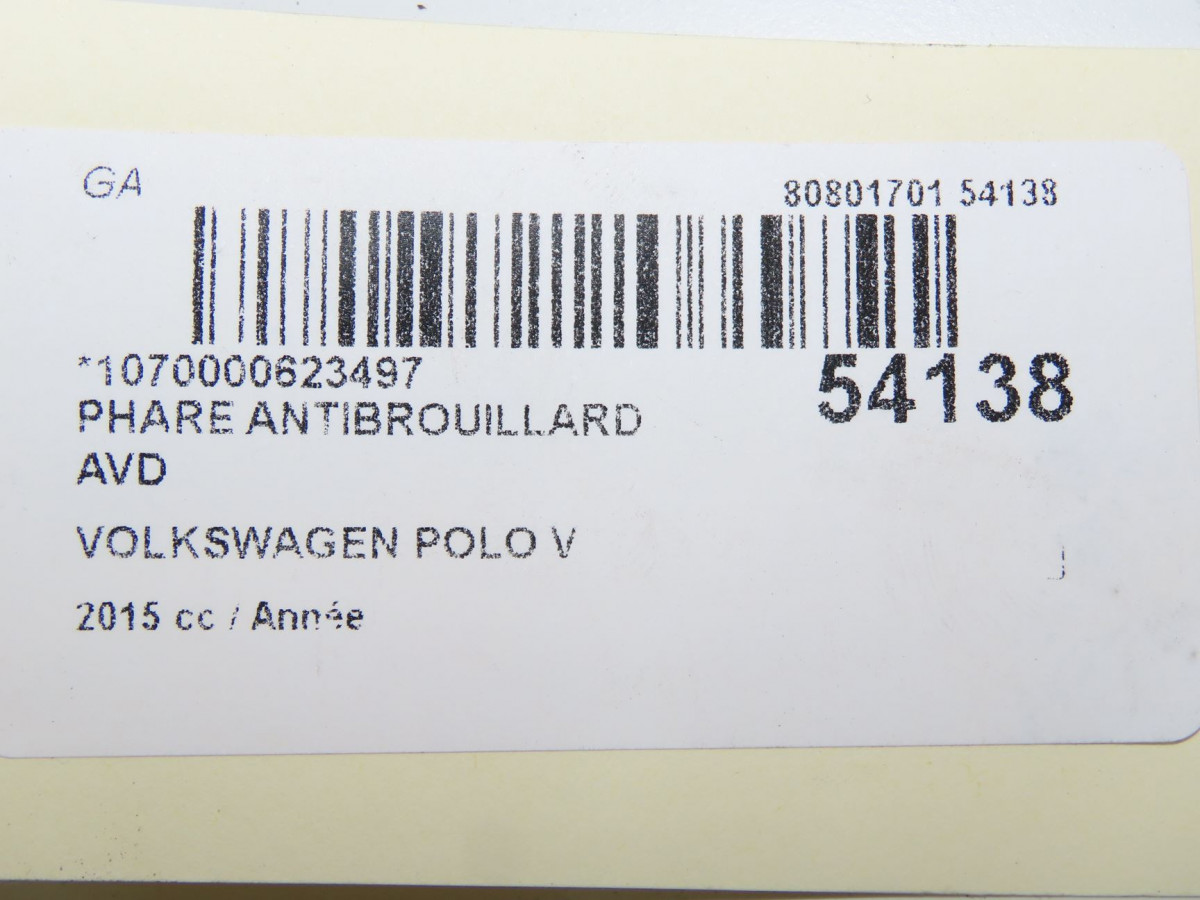 GA
80801701 54138
*1070000623497
54138
PHARE ANTIBROUILLARD
AVD
VOLKSWAGEN POLO V
2015 cc / Année